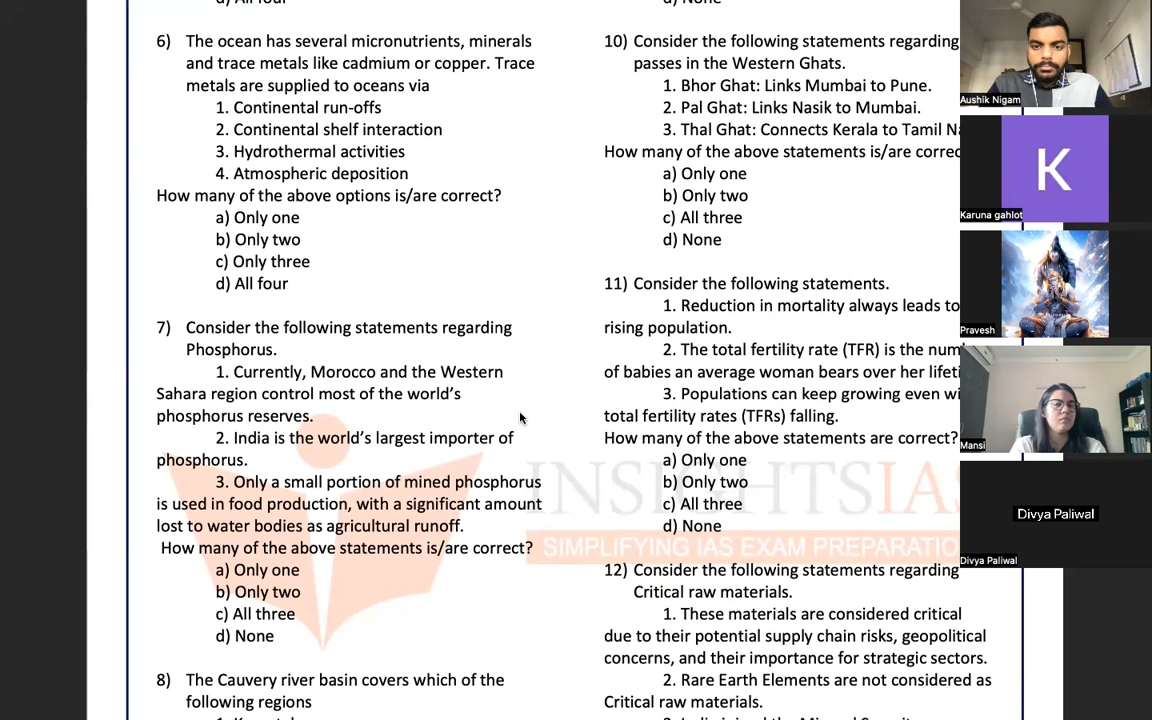 6) The ocean has several micronutrients, minerals
and trace metals like cadmium or copper. Trace
metals are supplied to oceans via
1. Continental run-offs
2. Continental shelf interaction
3. Hydrothermal activities
4. Atmospheric deposition
How many of the above options is/are correct?
a) Only one
b) Only two
c) Only three
d) All four
7) Consider the following statements regarding
Phosphorus.
1. Currently, Morocco and the Western
Sahara region control most of the world's
phosphorus reserves.
2. India is the world's largest importer of
phosphorus.
3. Only a small portion of mined phosphorus
is used in food production, with a significant amount
lost to water bodies as agricultural runoff.
How many of the above statements is/are correct?
a) Only one
b) Only two
c) All three
d) None
8) The Cauvery river basin covers which of the
following regions
10) Consider the following statements regarding
passes in the Western Ghats.
1. Bhor Ghat: Links Mumbai to Pune.
2. Pal Ghat: Links Nasik to Mumbai.
3. Thal Ghat: Connects Kerala to Tamil
How many of the above statements is/are
a) Only one
b) Only two
c) All three
d) None
11) Consider the following statements.
1. Reduction in mortality always leads to
rising population.
2. The total fertility rate (TFR) is the
of babies an average woman bears over her
3. Populations can keep growing even
total fertility rates (TFRs) falling.
How many of the above statements are correct?
a) Only one
b) Only two
c) All three
d) None
12) Consider the following statements regarding
Critical raw materials.
1. These materials are considered critical
due to their potential supply chain risks, geopolitical
concerns, and their importance for strategic sectors.
2. Rare Earth Elements are not considered as
Critical raw materials.
INSIGHTSIAS
SIMPLIFYING IAS EXAM PREPARATION
Aushik Nigam
K
Karuna gahlot
Pravesh
Mansi
Divya Paliwal
Divya Paliwal